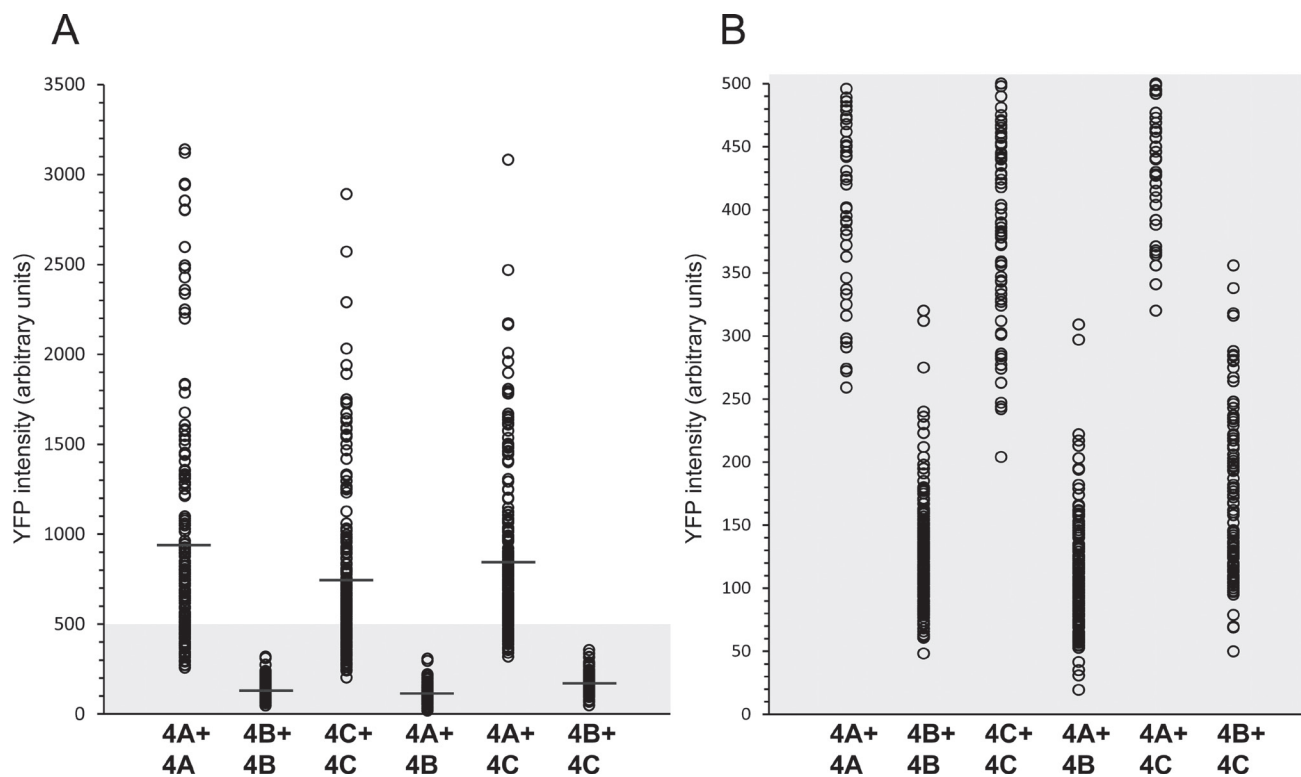 A
YFP intensity (arbitrary units)
3500
3000
2500
2000
1500
1000
500
0
4A+ 4B+ 4C+ 4A+ 4A+ 4B+
4A 4B 4C 4B 4C 4C
B
YFP intensity (arbitrary units)
500
450
400
350
300
250
200
150
100
50
0
4A+ 4B+ 4C+ 4A+ 4A+ 4B+
4A 4B 4C 4B 4C 4C